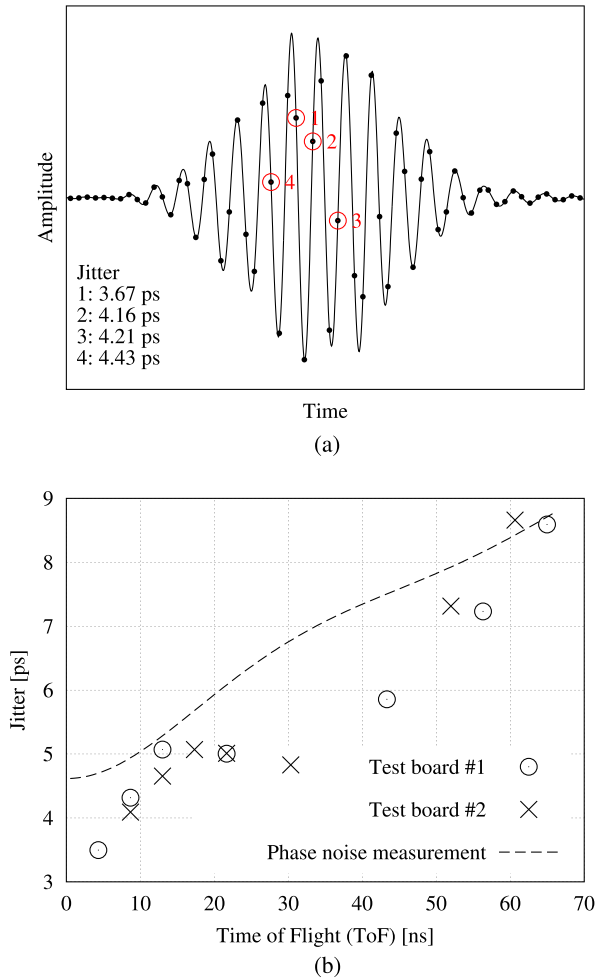 Amplitude
1
2
4
3
Jitter
1: 3.67 ps
2: 4.16 ps
3: 4.21 ps
4: 4.43 ps
Time
(a)
9
8
7
6
5
4
3
Jitter [ps]
Test board #1
Test board #2
Phase noise measurement
0 10 20 30 40 50 60 70
Time of Flight (ToF) [ns]
(b)